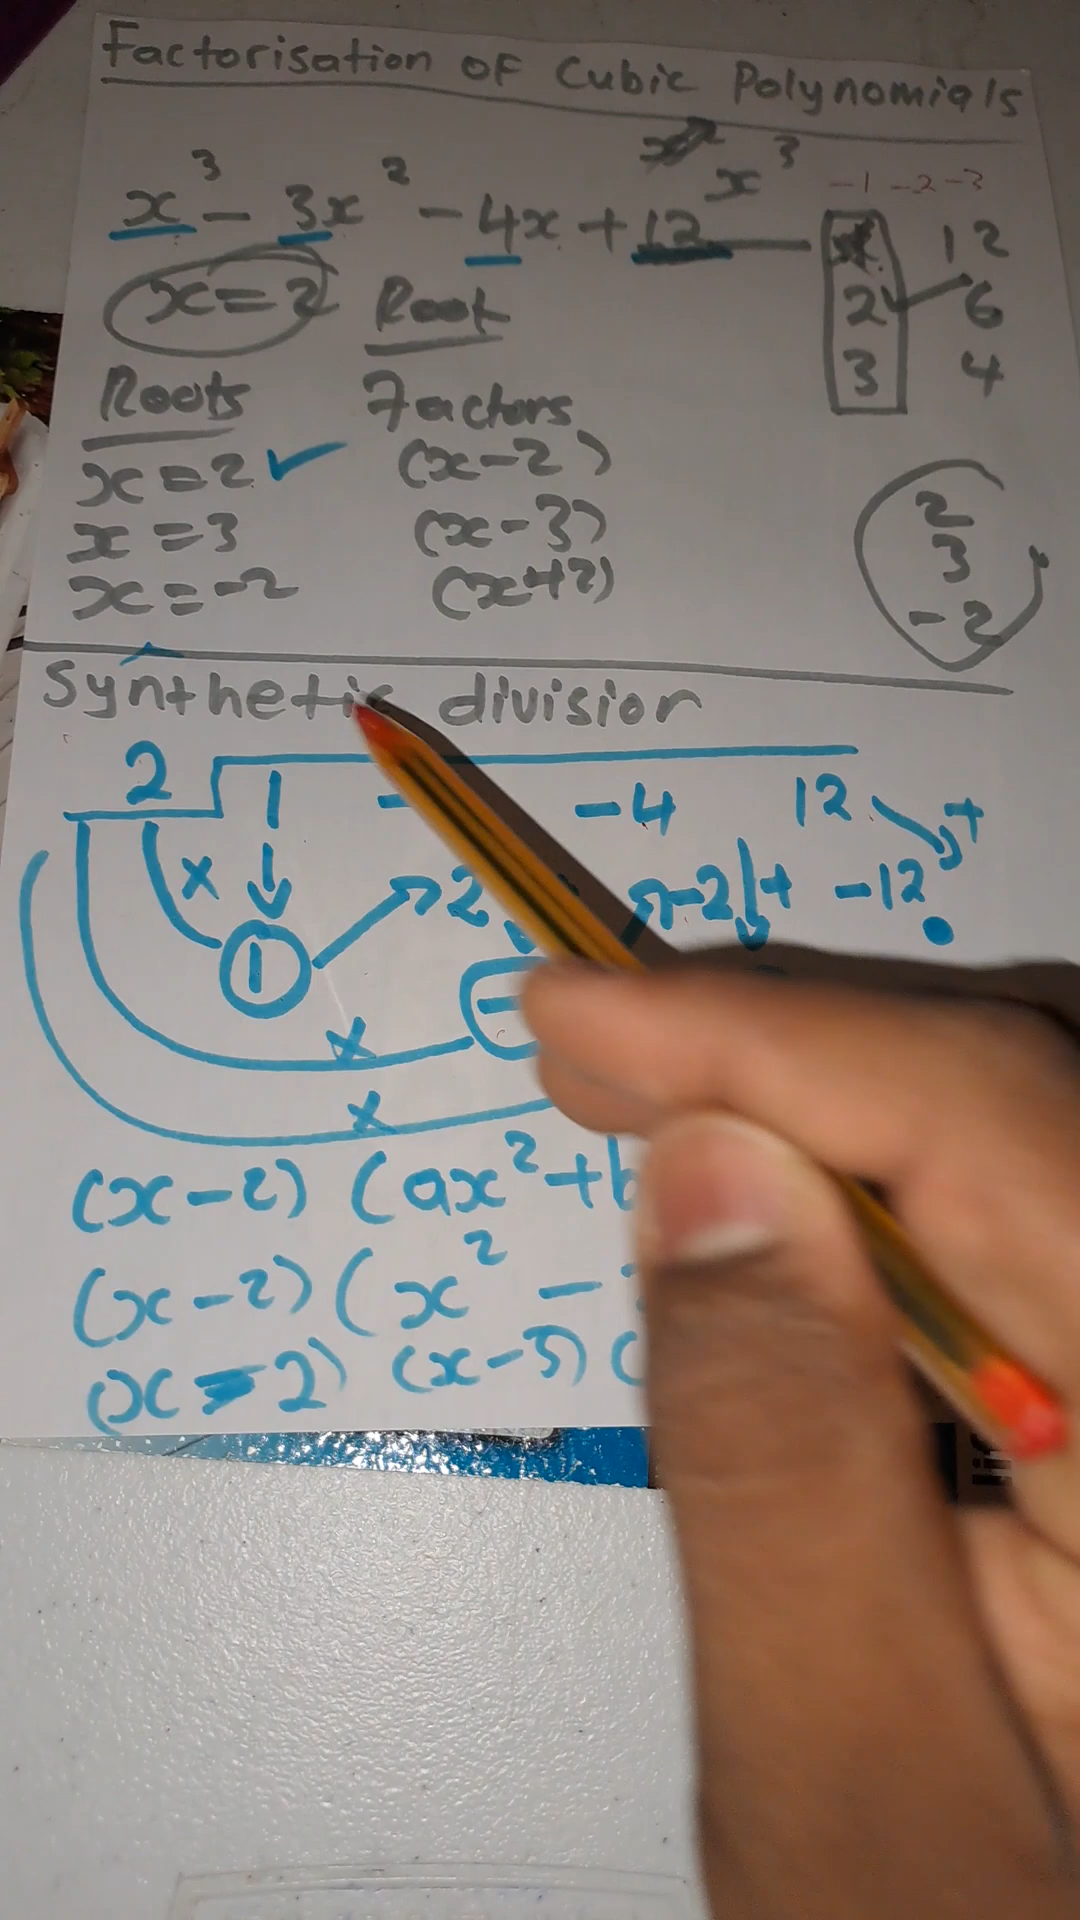 Factorisation of Cubic Polynomials
x³ - 3x² - 4x + 12
x³
-1 -2 -3
12
2 6
3 4
x = 2 Root
Roots Factors
x = 2 ✓ (x-2)
x = 3 (x-3)
x = -2 (x+2)
2
3
-2
Synthetic division
2 1 - -4 12 +
x 2 -2 + -12
1 -
x
x
(x-2) (ax² + b
(x-2) (x² -
(x-2) (x-3) (